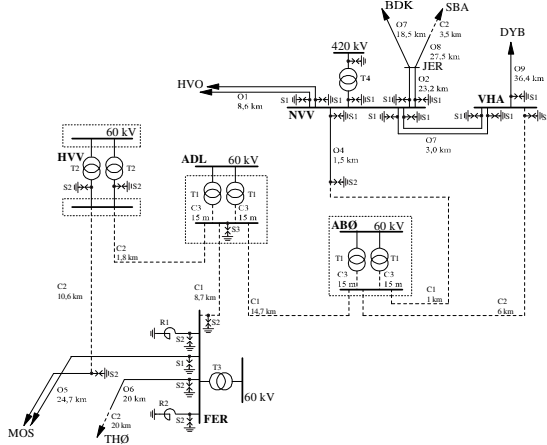 BDK
SBA
O7
18,5 km
C2
3,5 km
DYB
420 kV
O8
27,5 km
JER
T4
O9
36,4 km
HVO
O1
8,6 km
S1
S1
S1
O2
23,2 km
S1
S1
NVV
S1
VHA
S1
S1
S1
S1
S1
O7
3,0 km
60 kV
HVV
T2
T2
S2
S2
ADL
60 kV
T1
T1
C3
15 m
C3
15 m
S3
O4
1,5 km
S2
ABØ
60 kV
T1
T1
C3
15 m
C3
15 m
C2
1,8 km
C2
10,6 km
C1
8,7 km
C1
14,7 km
C1
1 km
C2
6 km
R1
S2
S2
S1
T3
S2
60 kV
S2
O5
24,7 km
O6
20 km
C2
20 km
R2
S2
FER
MOS
THØ